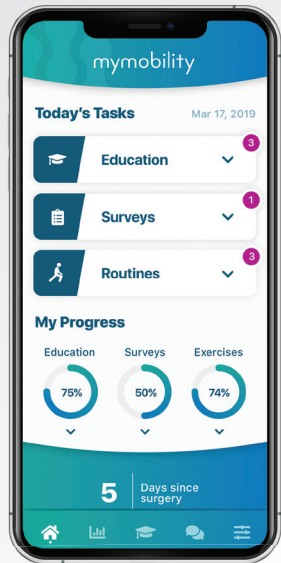 mymobility
Today's Tasks Mar 17, 2019
3
Education
1
Surveys
3
Routines
My Progress
Education Surveys Exercises
75% 50% 74%
5 Days since
surgery